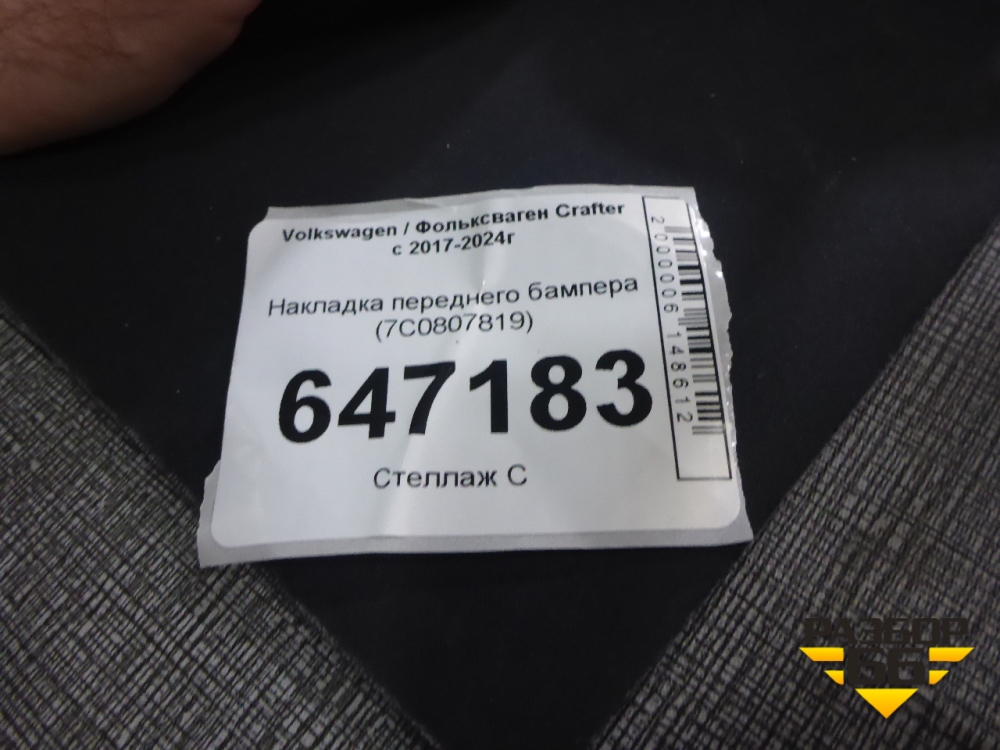 Volkswagen / Фольксваген Crafter
с 2017-2024г
Накладка переднего бампера
(7C0807819)
647183
Стеллаж С
2000006148612
РАЗБОР
66